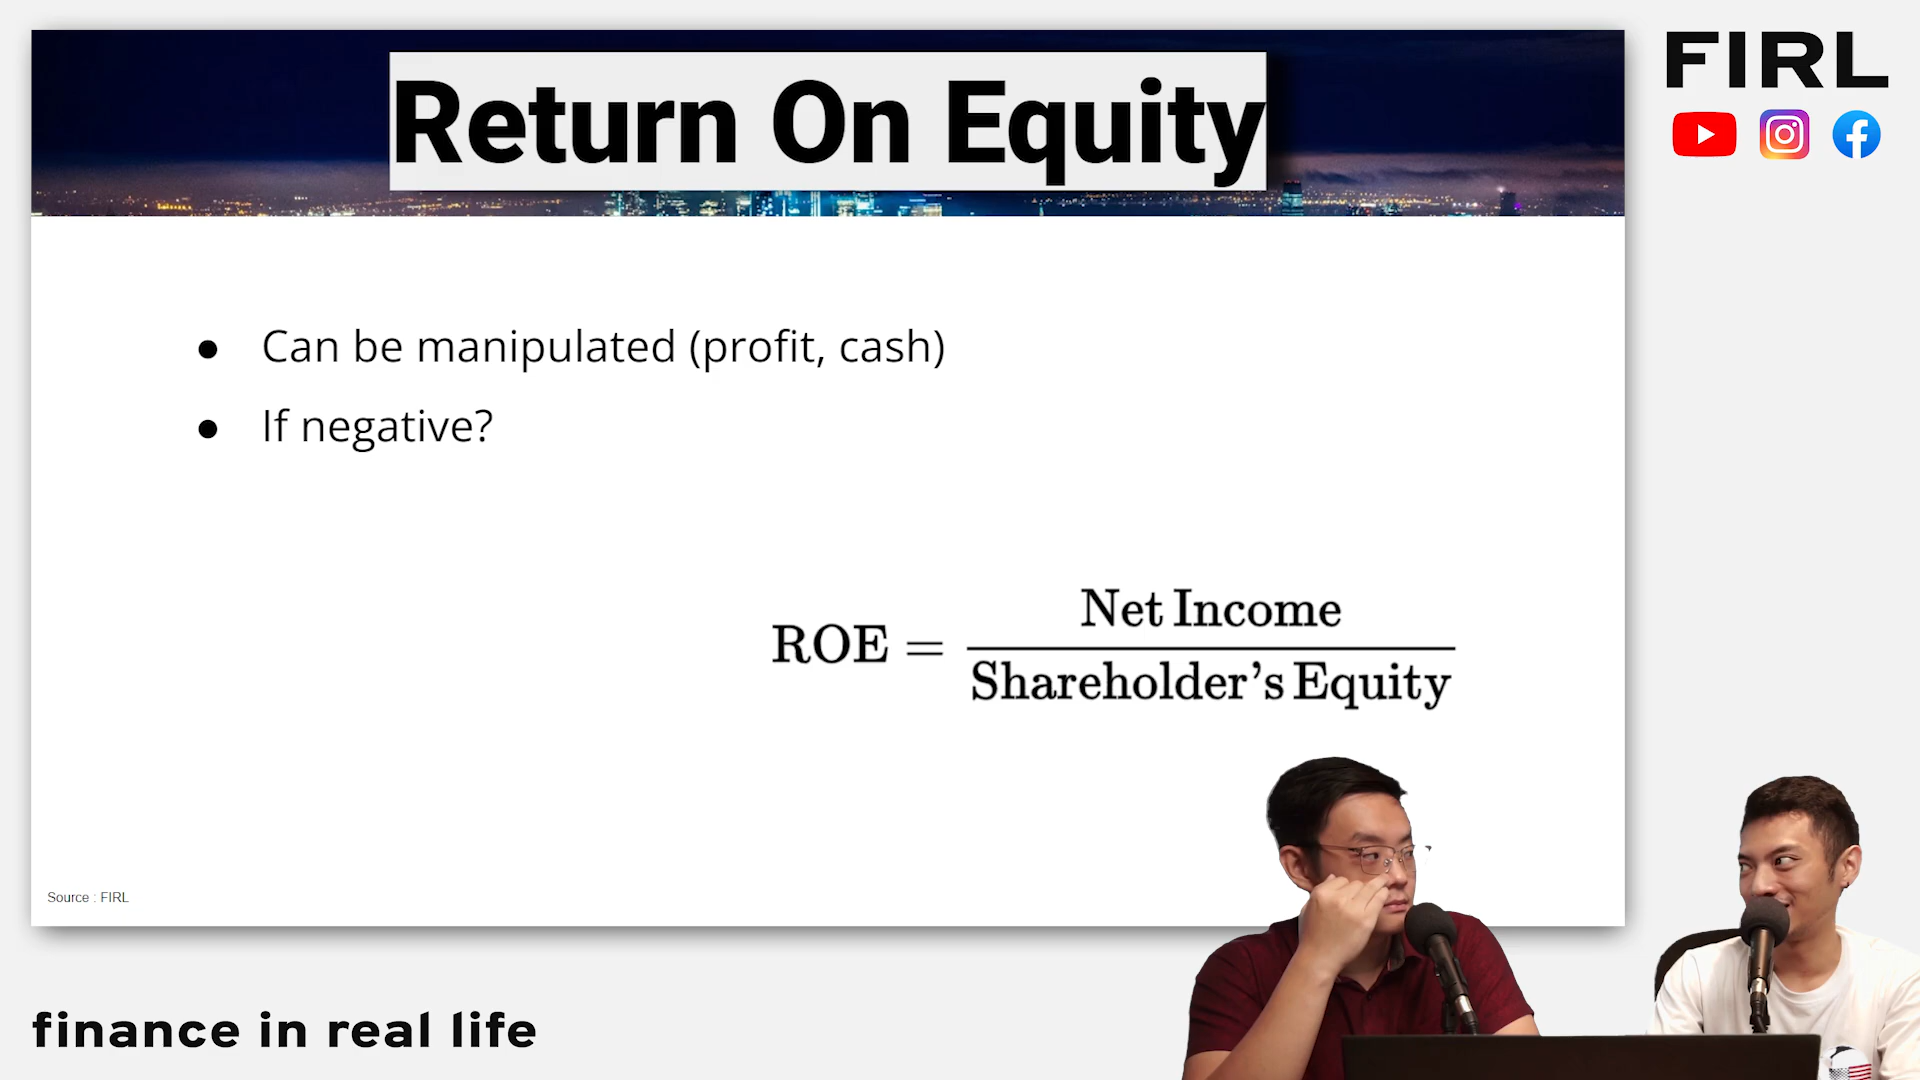 Return On Equity
FIRL
● Can be manipulated (profit, cash)
● If negative?
ROE = Net Income
Shareholder’s Equity
Source : FIRL
finance in real life